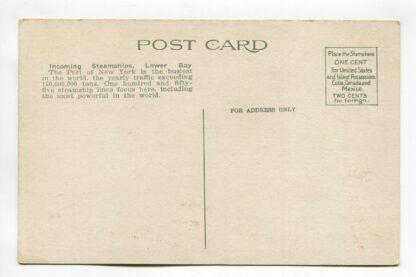 POST CARD
Incoming Steamships, Lower Bay
The Port of New York is the busiest
in the world, the yearly traffic exceeding
150,000,000 tons. One hundred and fifty-
five steamship lines focus here, including
the most powerful in the world.
Place the Stamp here
ONE CENT
For United States
and Island Possessions
Cuba, Canada and
Mexico.
TWO CENTS
for Foreign.
FOR ADDRESS ONLY